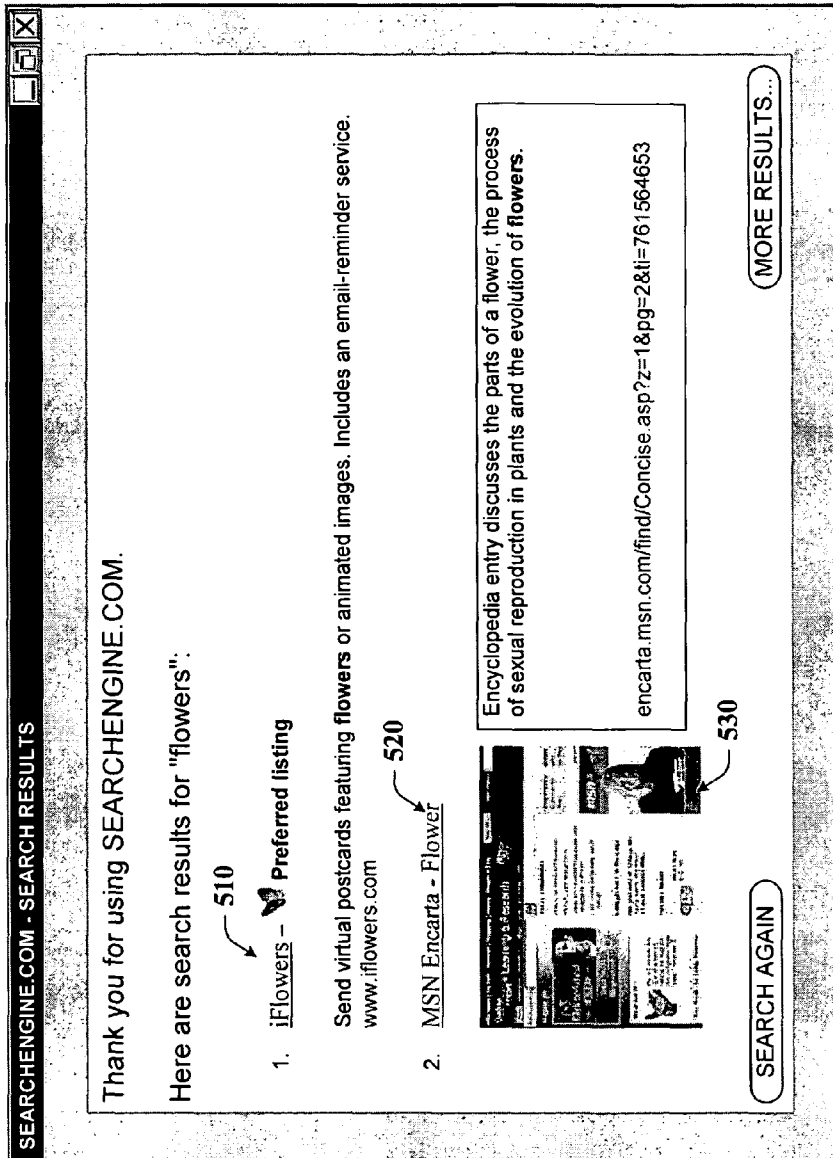 SEARCHENGINE.COM - SEARCH RESULTS
Thank you for using SEARCHENGINE.COM.
Here are search results for "flowers":
510
1. iFlowers – Preferred listing
Send virtual postcards featuring flowers or animated images. Includes an email-reminder service.
www.iflowers.com
520
2. MSN Encarta - Flower
Encyclopedia entry discusses the parts of a flower, the process
of sexual reproduction in plants and the evolution of flowers.
encarta.msn.com/find/Concise.asp?z=1&pg=2&ti=761564653
530
SEARCH AGAIN
MORE RESULTS...